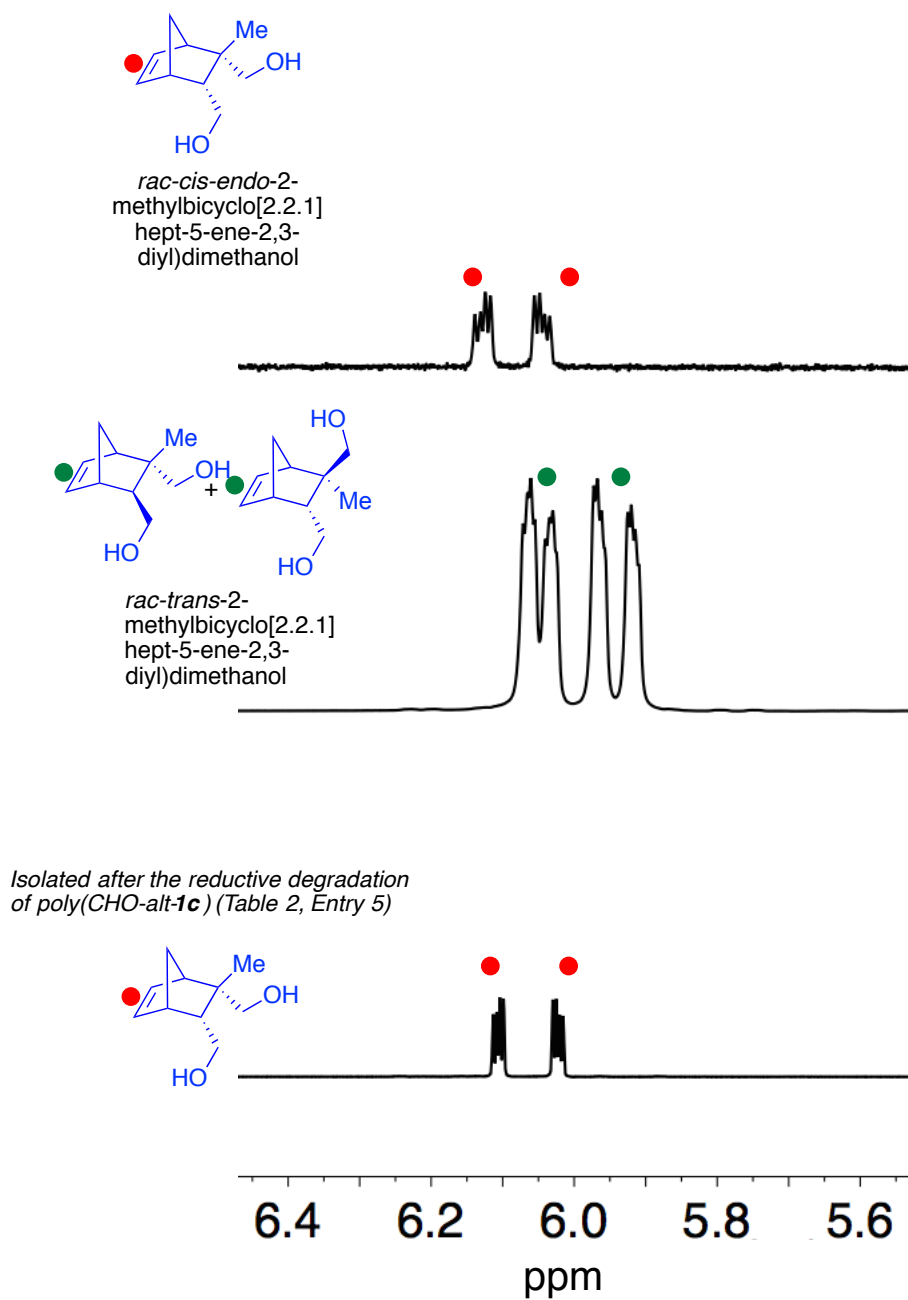 Me
OH
HO
rac-cis-endo-2-
methylbicyclo[2.2.1]
hept-5-ene-2,3-
diyl)dimethanol
HO
Me
OH
+
Me
HO
HO
rac-trans-2-
methylbicyclo[2.2.1]
hept-5-ene-2,3-
diyl)dimethanol
Isolated after the reductive degradation
of poly(CHO-alt-1c ) (Table 2, Entry 5)
Me
OH
HO
6.4 6.2 6.0 5.8 5.6
ppm